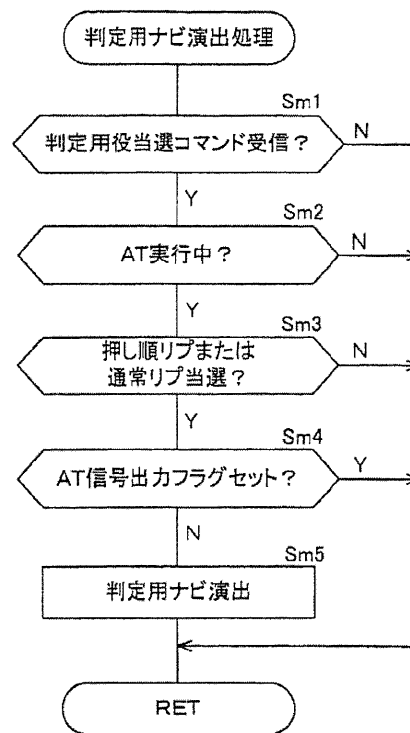 判定用ナビ演出処理
Sm1
判定用役当選コマンド受信？
N
Y
Sm2
AT実行中？
N
Y
Sm3
押し順リプまたは
通常リプ当選？
N
Y
Sm4
AT信号出力フラグセット？
Y
N
Sm5
判定用ナビ演出
RET